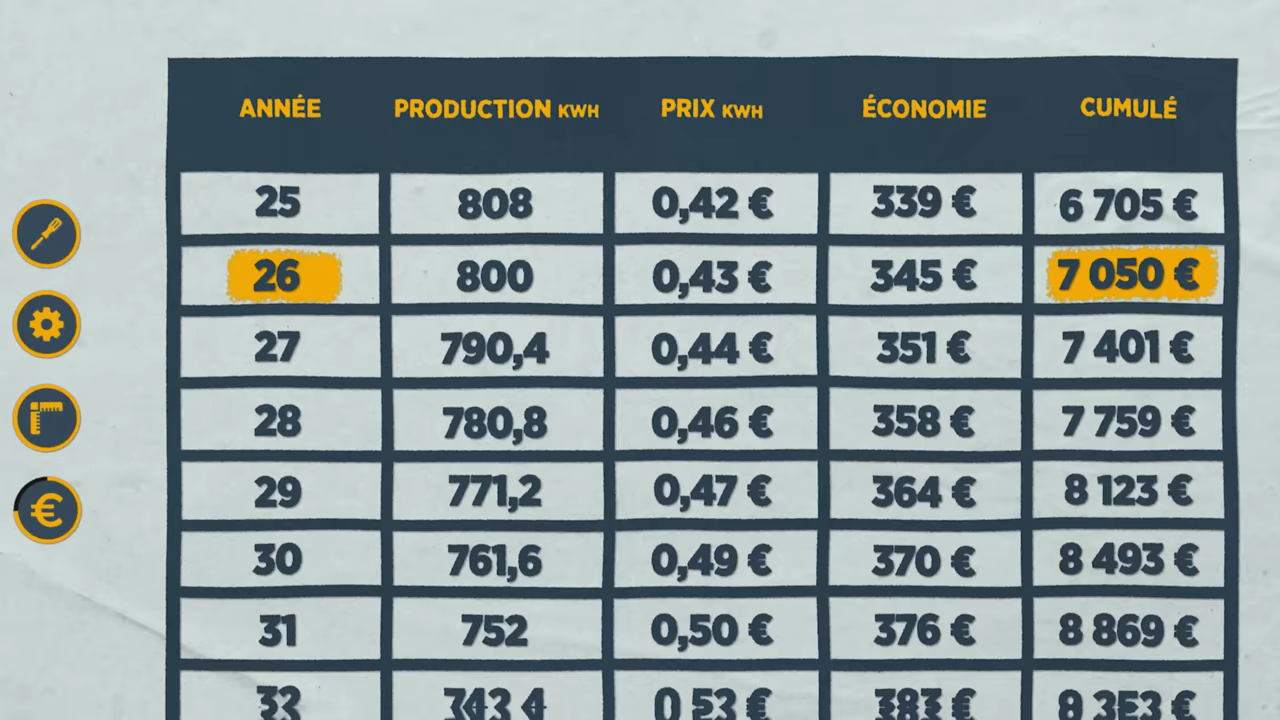 ANNÉE PRODUCTION KWH PRIX KWH ÉCONOMIE CUMULÉ
25 808 0,42 € 339 € 6 705 €
26 800 0,43 € 345 € 7 050 €
27 790,4 0,44 € 351 € 7 401 €
28 780,8 0,46 € 358 € 7 759 €
29 771,2 0,47 € 364 € 8 123 €
30 761,6 0,49 € 370 € 8 493 €
31 752 0,50 € 376 € 8 869 €
€